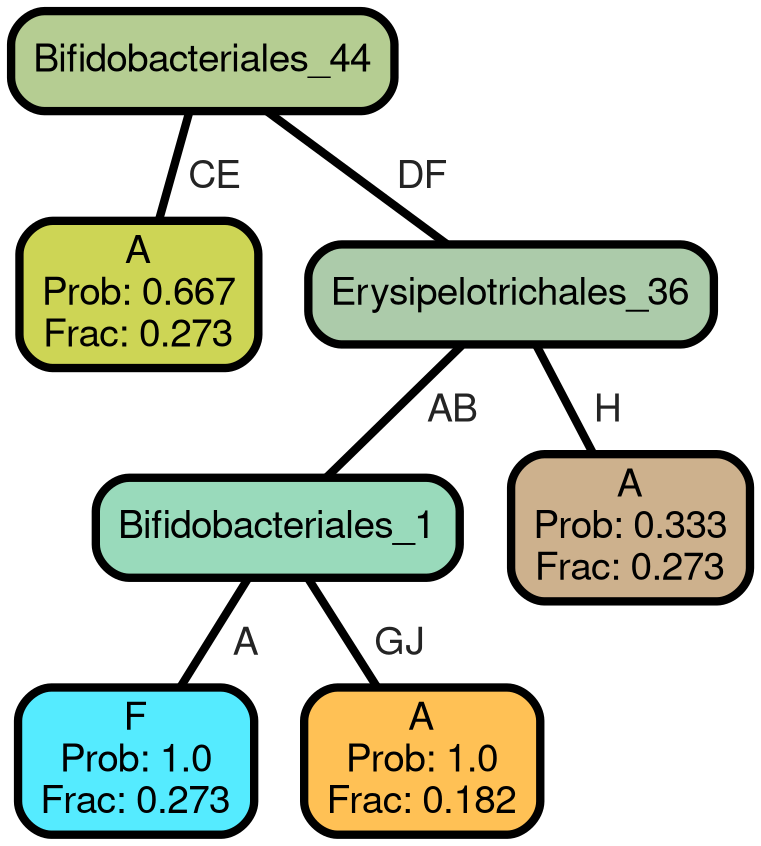 Bifidobacteriales_44
CE
DF
A
Prob: 0.667
Frac: 0.273
Erysipelotrichales_36
AB
H
Bifidobacteriales_1
A
Prob: 0.333
Frac: 0.273
A
GJ
F
Prob: 1.0
Frac: 0.273
A
Prob: 1.0
Frac: 0.182